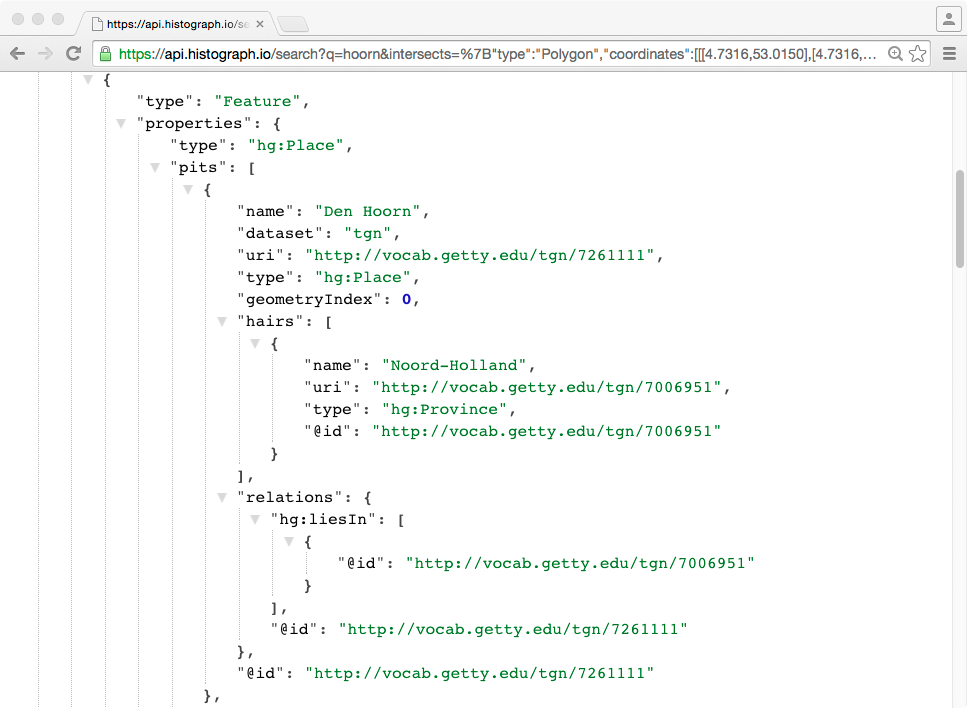 https://api.histograph.io/se
https://api.histograph.io/search?q=hoorn&intersects=%7B"type":"Polygon","coordinates":[[[4.7316,53.0150],[4.7316,...
{
"type": "Feature",
"properties": {
"type": "hg:Place",
"pits": [
{
"name": "Den Hoorn",
"dataset": "tgn",
"uri": "http://vocab.getty.edu/tgn/7261111",
"type": "hg:Place",
"geometryIndex": 0,
"hairs": [
{
"name": "Noord-Holland",
"uri": "http://vocab.getty.edu/tgn/7006951",
"type": "hg:Province",
"@id": "http://vocab.getty.edu/tgn/7006951"
}
],
"relations": {
"hg:liesIn": [
{
"@id": "http://vocab.getty.edu/tgn/7006951"
}
],
"@id": "http://vocab.getty.edu/tgn/7261111"
},
"@id": "http://vocab.getty.edu/tgn/7261111"
},